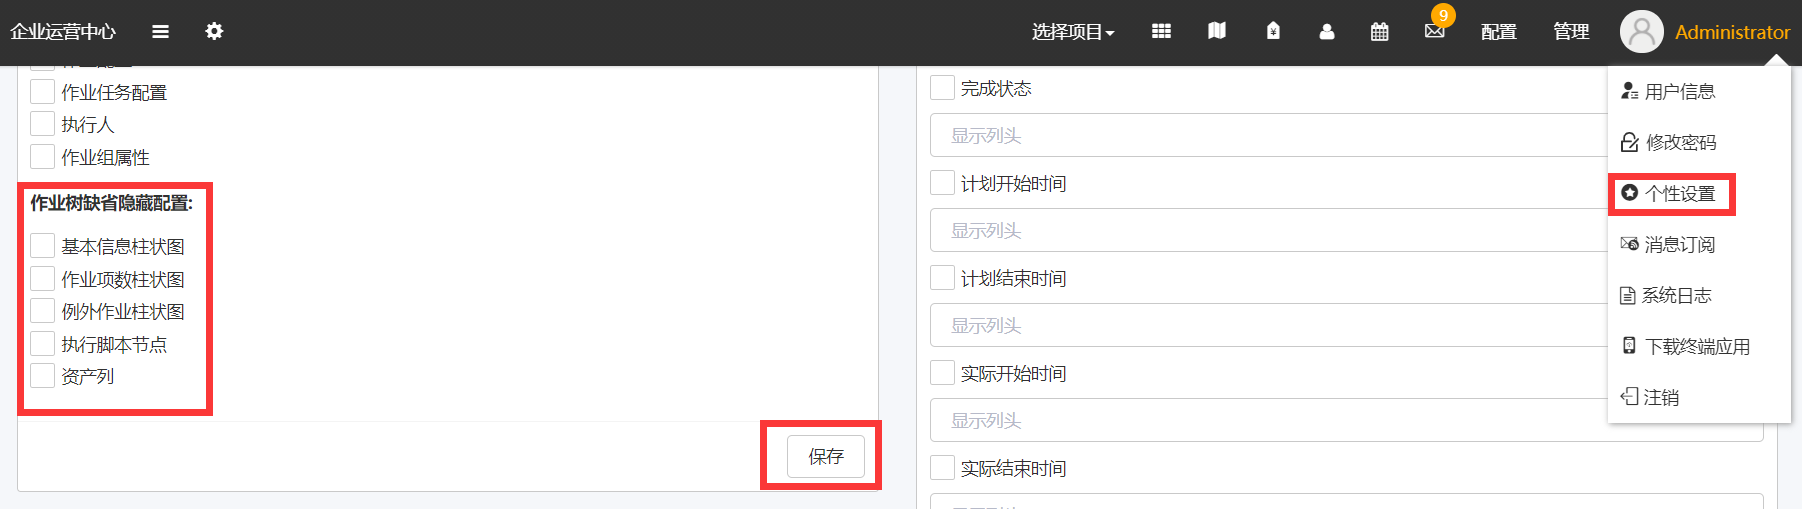 企业运营中心
选择项目
9
配置
管理
Administrator
作业任务配置
执行人
作业组属性
作业树缺省隐藏配置:
基本信息柱状图
作业项数柱状图
例外作业柱状图
执行脚本节点
资产列
保存
完成状态
显示列头
计划开始时间
显示列头
计划结束时间
显示列头
实际开始时间
显示列头
实际结束时间
用户信息
修改密码
个性设置
消息订阅
系统日志
下载终端应用
注销